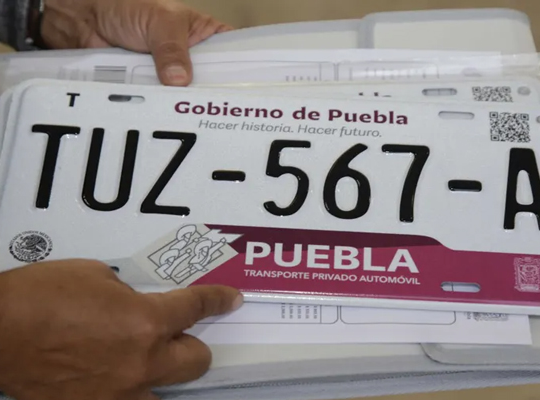 T
Gobierno de Puebla
Hacer historia. Hacer futuro.
TUZ-567-A
PUEBLA
TRANSPORTE PRIVADO AUTOMÓVIL